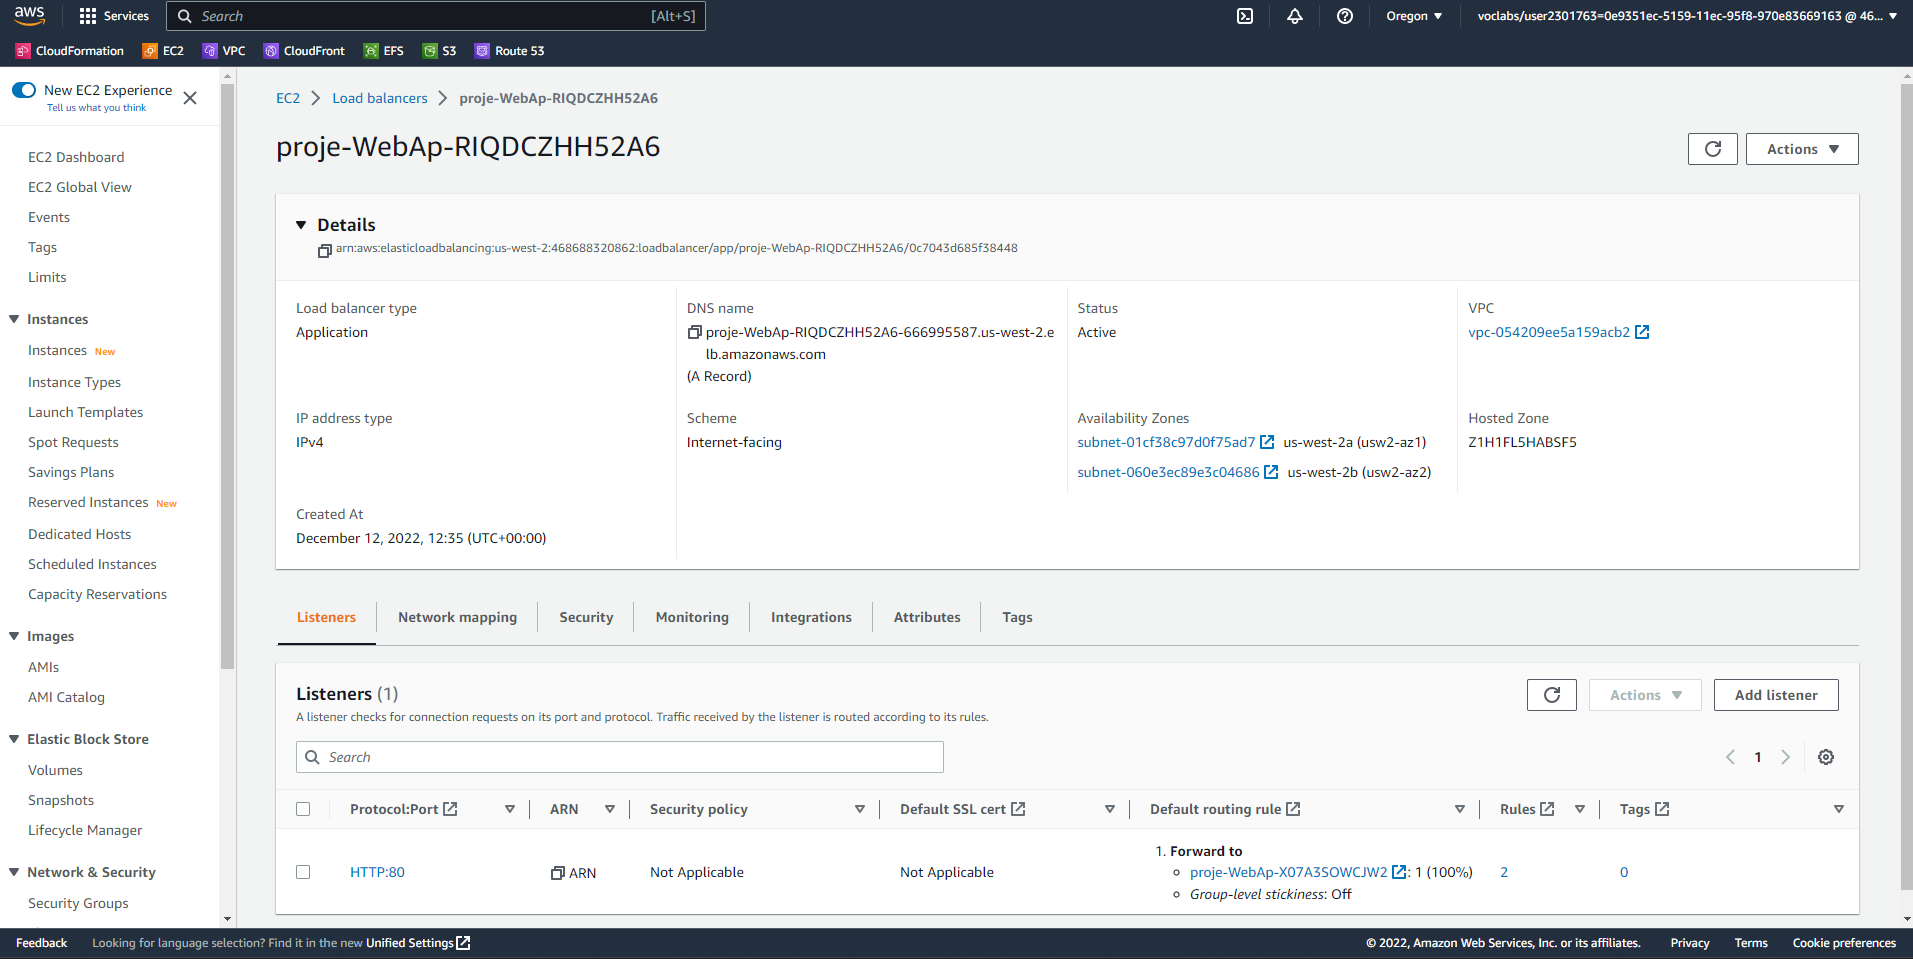 aws
Services
Search [Alt+S]
Oregon
voclabs/user2301763=0e9351ec-5159-11ec-95f8-970e83669163 @ 46...
CloudFormation EC2 VPC CloudFront EFS S3 Route 53
New EC2 Experience
Tell us what you think
EC2 Dashboard
EC2 Global View
Events
Tags
Limits
Instances
Instances New
Instance Types
Launch Templates
Spot Requests
Savings Plans
Reserved Instances New
Dedicated Hosts
Scheduled Instances
Capacity Reservations
Images
AMIs
AMI Catalog
Elastic Block Store
Volumes
Snapshots
Lifecycle Manager
Network & Security
Security Groups
EC2 Load balancers proje-WebAp-RIQDCZHH52A6
proje-WebAp-RIQDCZHH52A6
Actions
Details
arn:aws:elasticloadbalancing:us-west-2:468688320862:loadbalancer/app/proje-WebAp-RIQDCZHH52A6/0c7043d685f38448
Load balancer type
Application
DNS name
proje-WebAp-RIQDCZHH52A6-666995587.us-west-2.e
lb.amazonaws.com
(A Record)
Status
Active
VPC
vpc-054209ee5a159acb2
IP address type
IPv4
Scheme
Internet-facing
Availability Zones
subnet-01cf38c97d0f75ad7 us-west-2a (usw2-az1)
subnet-060e3ec89e3c04686 us-west-2b (usw2-az2)
Hosted Zone
Z1H1FL5HABSF5
Created At
December 12, 2022, 12:35 (UTC+00:00)
Listeners Network mapping Security Monitoring Integrations Attributes Tags
Listeners (1)
A listener checks for connection requests on its port and protocol. Traffic received by the listener is routed according to its rules.
Actions
Add listener
Search
1
Protocol:Port ARN Security policy Default SSL cert Default routing rule Rules Tags
HTTP:80 ARN Not Applicable Not Applicable
1. Forward to
proje-WebAp-X07A3SOWCJW2 : 1 (100%)
Group-level stickiness: Off
2 0
Feedback Looking for language selection? Find it in the new Unified Settings
© 2022, Amazon Web Services, Inc. or its affiliates. Privacy Terms Cookie preferences